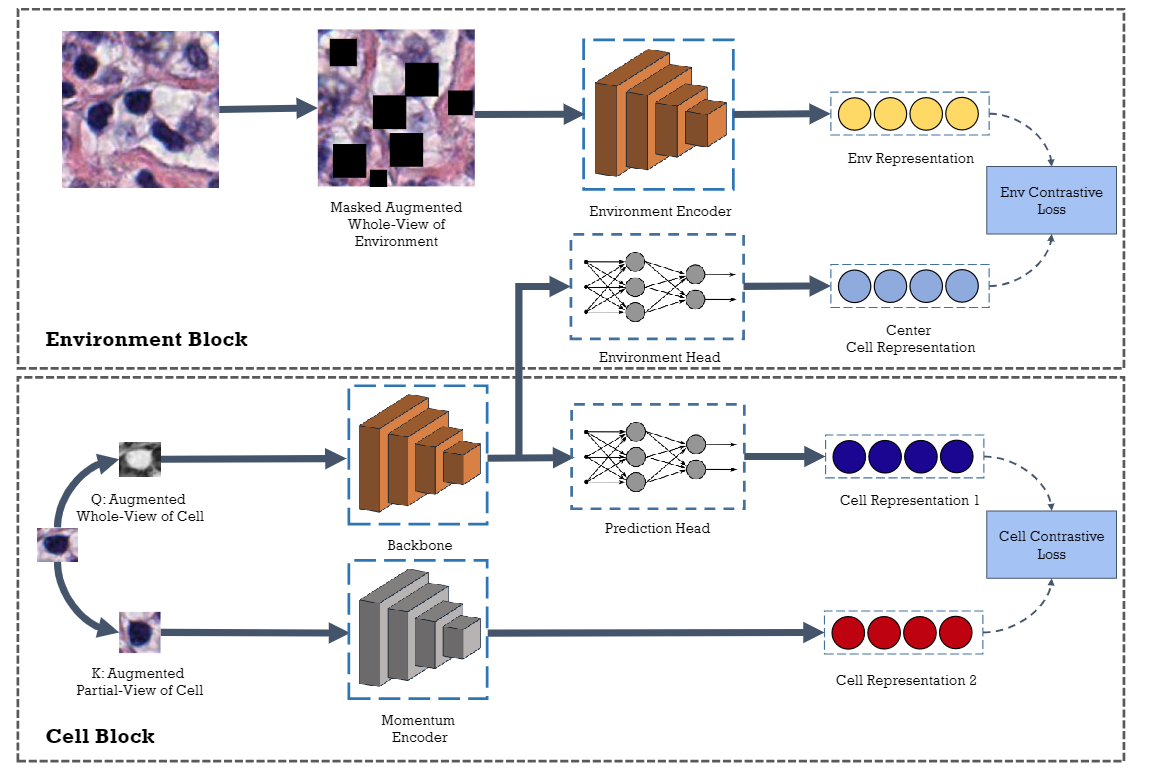 Masked Augmented
Whole-View of
Environment
Environment Encoder
Env Representation
Env Contrastive
Loss
Environment Head
Center
Cell Representation
Environment Block
Q: Augmented
Whole-View of Cell
Backbone
Prediction Head
Cell Representation 1
Cell Contrastive
Loss
K: Augmented
Partial-View of Cell
Momentum
Encoder
Cell Representation 2
Cell Block